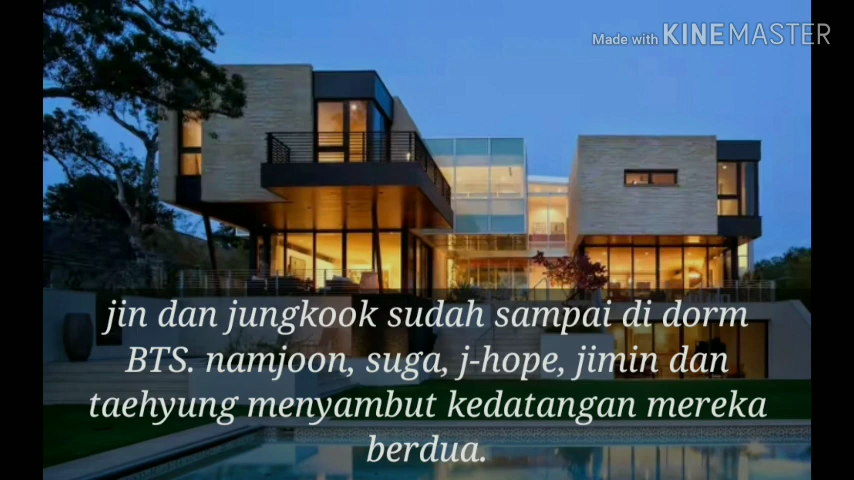 Made with KINEMASTER
jin dan jungkook sudah sampai di dorm
BTS. namjoon, suga, j-hope, jimin dan
taehyung menyambut kedatangan mereka
berdua.